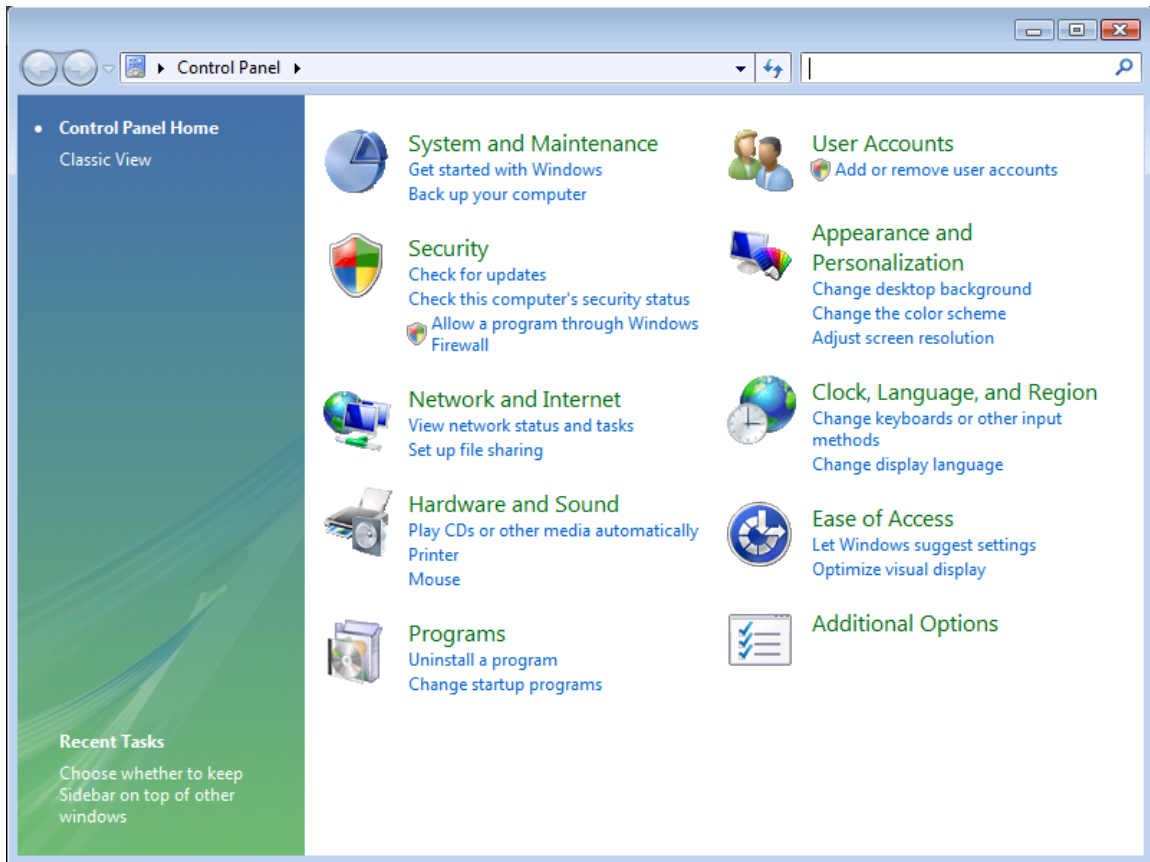 Control Panel
Control Panel Home
Classic View
System and Maintenance
Get started with Windows
Back up your computer
Security
Check for updates
Check this computer's security status
Allow a program through Windows
Firewall
Network and Internet
View network status and tasks
Set up file sharing
Hardware and Sound
Play CDs or other media automatically
Printer
Mouse
Programs
Uninstall a program
Change startup programs
User Accounts
Add or remove user accounts
Appearance and
Personalization
Change desktop background
Change the color scheme
Adjust screen resolution
Clock, Language, and Region
Change keyboards or other input
methods
Change display language
Ease of Access
Let Windows suggest settings
Optimize visual display
Additional Options
Recent Tasks
Choose whether to keep
Sidebar on top of other
windows